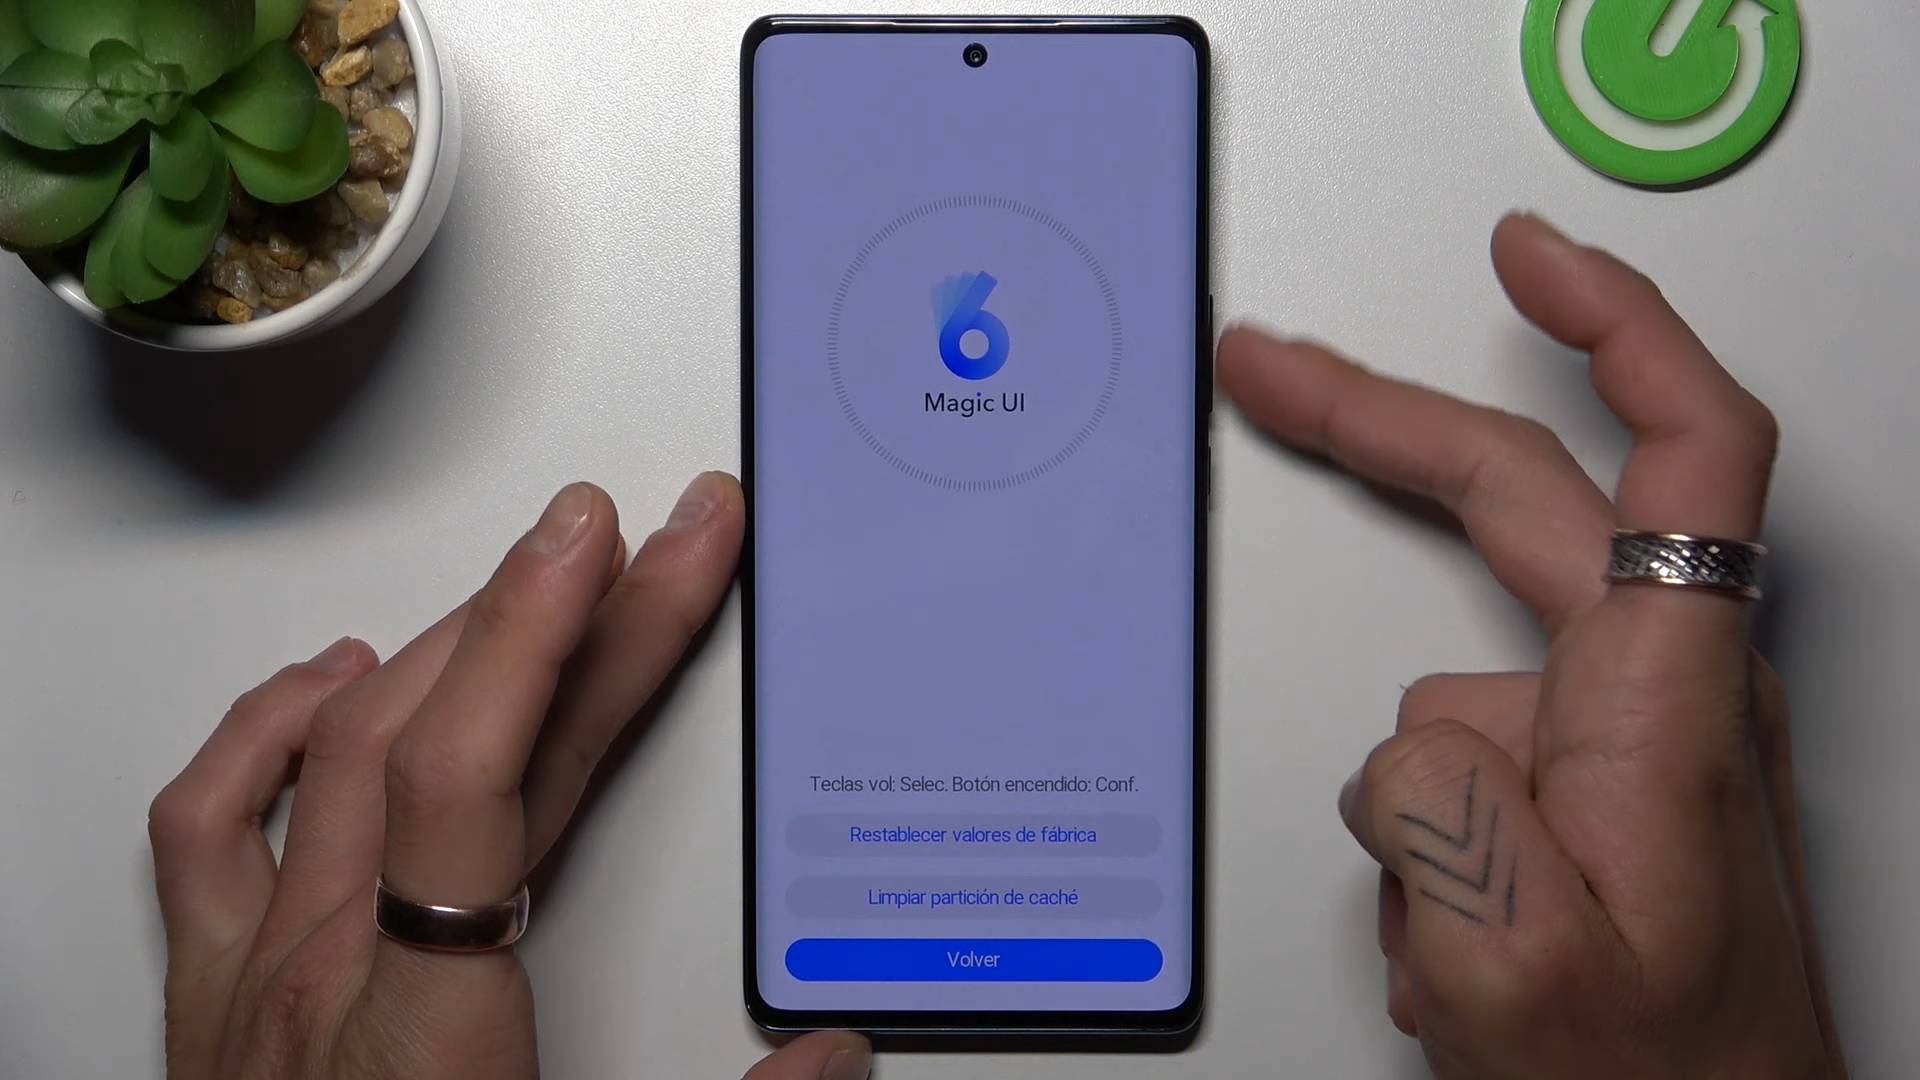 6
Magic UI
Teclas vol: Selec. Botón encendido: Conf.
Restablecer valores de fábrica
Limpiar partición de caché
Volver